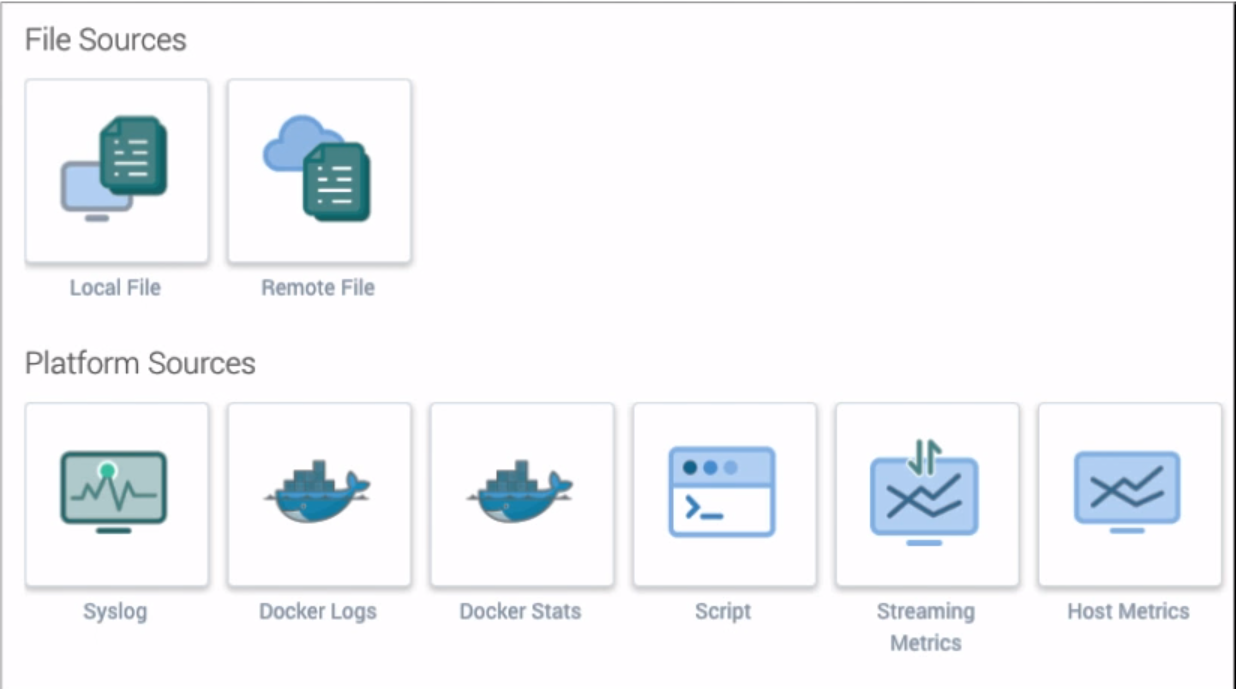 File Sources
Local File
Remote File
Platform Sources
Syslog
Docker Logs
Docker Stats
Script
Streaming
Metrics
Host Metrics